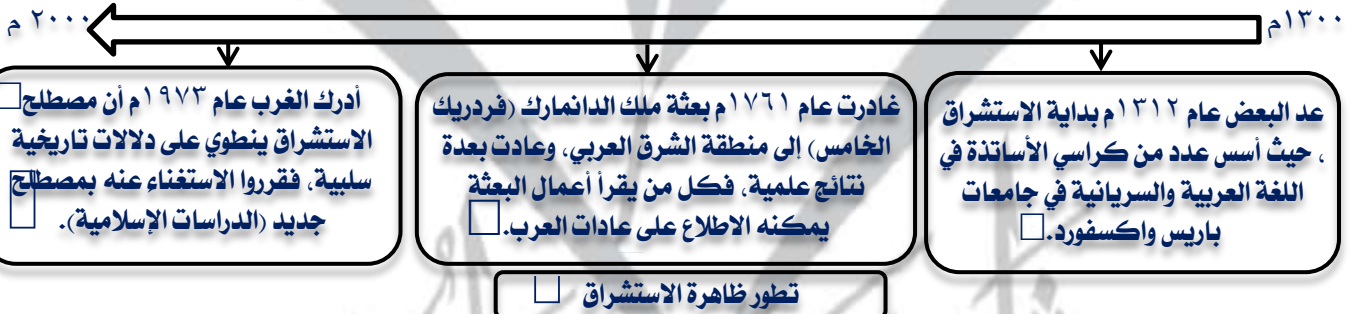 ١٣٠٠م
٢٠٠٠ م
عد البعض عام ١٣١٢م بداية الاستشراق
، حيث أسس عدد من كراسي الأساتذة في
اللغة العربية والسريانية في جامعات
باريس واكسفورد.
غادرت عام ١٧٦١م بعثة ملك الدانمارك (فردريك
الخامس) إلى منطقة الشرق العربي، وعادت بعدة
نتائج علمية، فكل من يقرأ أعمال البعثة
يمكنه الاطلاع على عادات العرب.
أدرك الغرب عام ١٩٧٣م أن مصطلح
الاستشراق ينطوي على دلالات تاريخية
سلبية، فقرروا الاستغناء عنه بمصطلح
جديد (الدراسات الإسلامية).
تطور ظاهرة الاستشراق